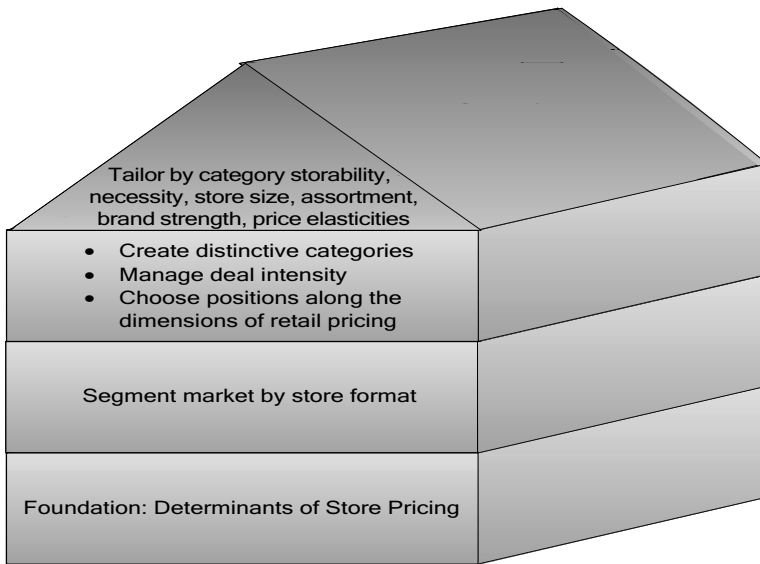 Tailor by category storability,
necessity, store size, assortment,
brand strength, price elasticities
• Create distinctive categories
• Manage deal intensity
• Choose positions along the
dimensions of retail pricing
Segment market by store format
Foundation: Determinants of Store Pricing